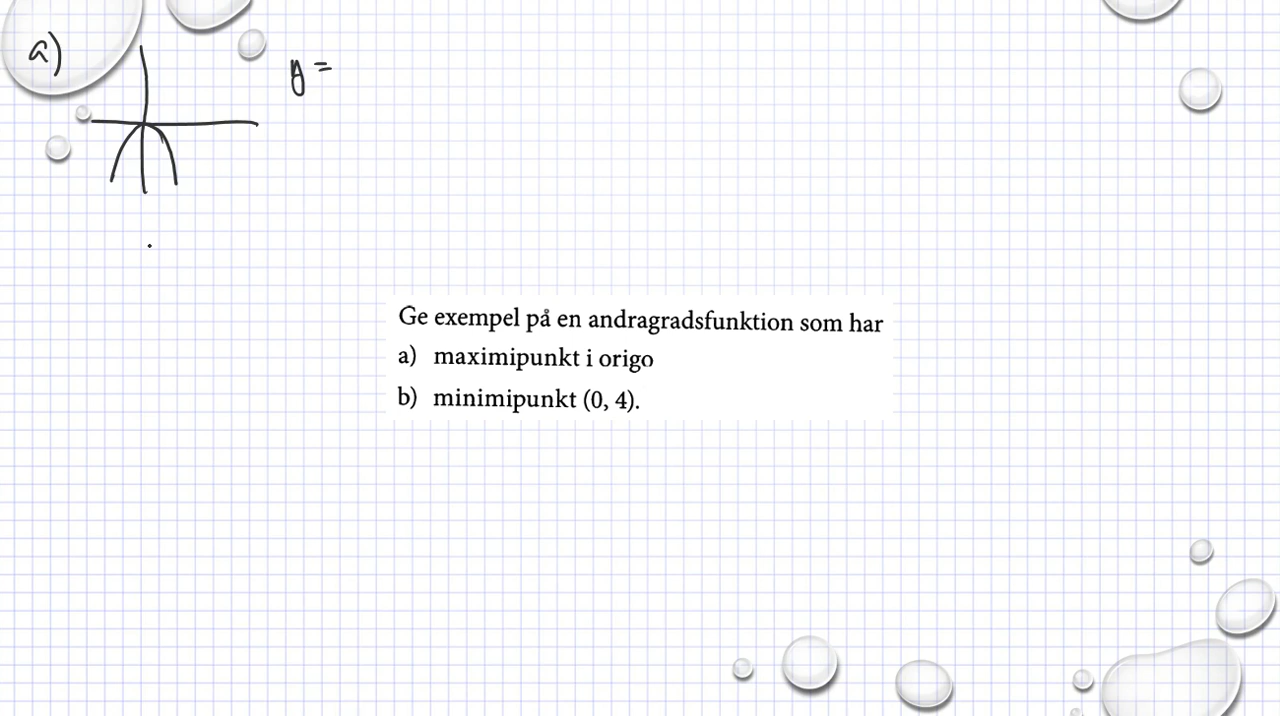 a)
y =
Ge exempel på en andragradsfunktion som har
a) maximipunkt i origo
b) minimipunkt (0, 4).